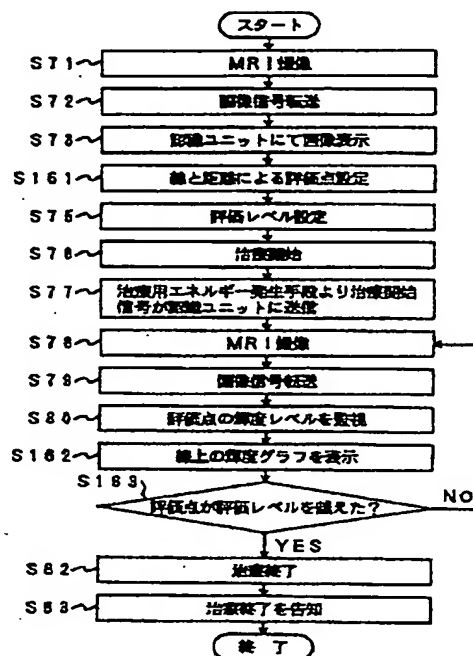 スタート
S71
MRI撮像
S72
画像信号転送
S73
認識ユニットにて画像表示
S161
線と距離による評価点設定
S75
評価レベル設定
S76
治療開始
S77
治療用エネルギー発生手段より治療開始
信号が認識ユニットに送信
S78
MRI撮像
S79
画像信号転送
S80
評価点の輝度レベルを監視
S162
線上の輝度グラフを表示
S163
評価点が評価レベルを越えた?
NO
YES
S82
治療終了
S83
治療終了を告知
終了